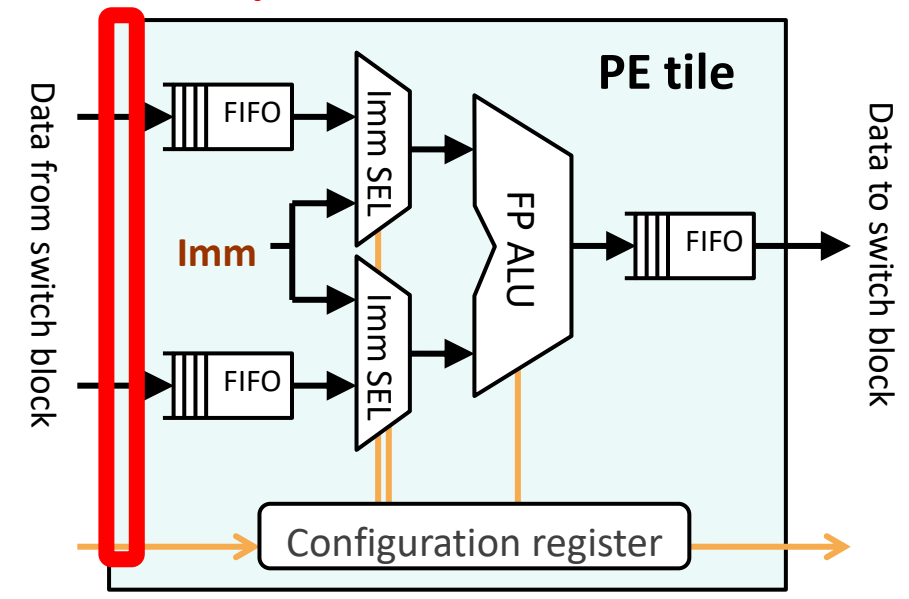 PE tile
Data from switch block
FIFO
Imm SEL
FP ALU
Imm
FIFO
Data to switch block
Imm SEL
FIFO
Configuration register